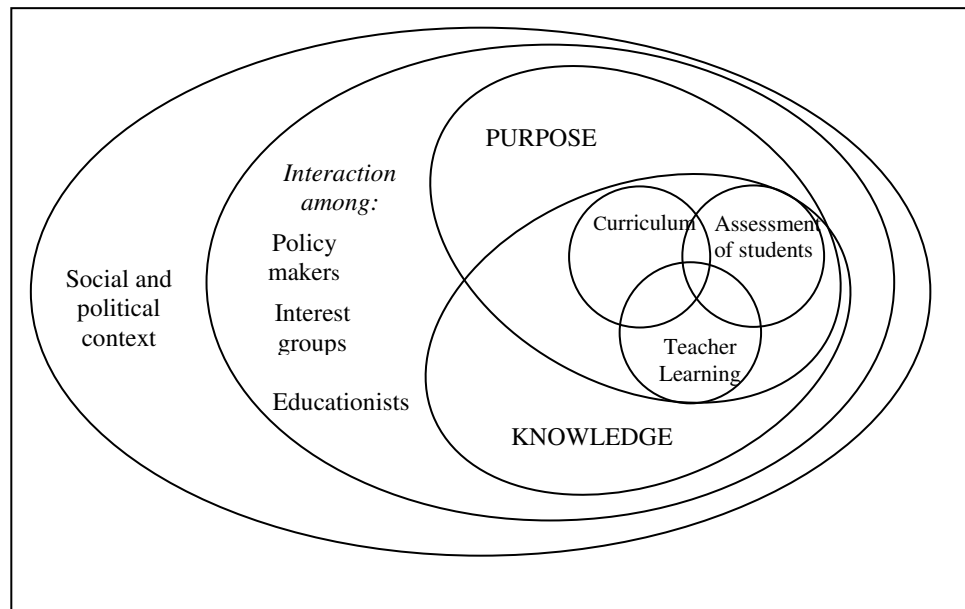 Social and
political
context
Interaction
among:
Policy
makers
Interest
groups
Educationists
PURPOSE
Curriculum
Assessment
of students
Teacher
Learning
KNOWLEDGE